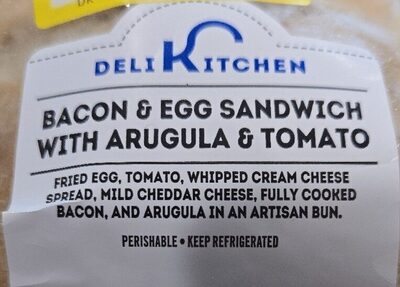 DELI KITCHEN
BACON & EGG SANDWICH
WITH ARUGULA & TOMATO
FRIED EGG, TOMATO, WHIPPED CREAM CHEESE
SPREAD, MILD CHEDDAR CHEESE, FULLY COOKED
BACON, AND ARUGULA IN AN ARTISAN BUN.
PERISHABLE • KEEP REFRIGERATED